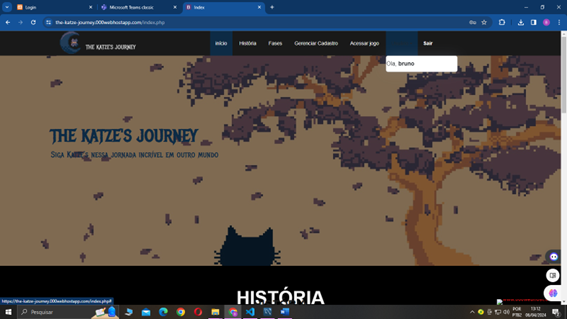 Login
Microsoft Teams classic
Index
the-katze-journey.000webhostapp.com/index.php
THE KATZE'S JOURNEY
início
História
Fases
Gerenciar Cadastro
Acessar jogo
Sair
Olá, bruno
THE KATZE'S JOURNEY
SIGA KATZE NESSA JORNADA INCRÍVEL EM OUTRO MUNDO
HISTÓRIA
https://the-katze-journey.000webhostapp.com/index.php#
Pesquisar
POR
PTB2
13:12
08/04/2024